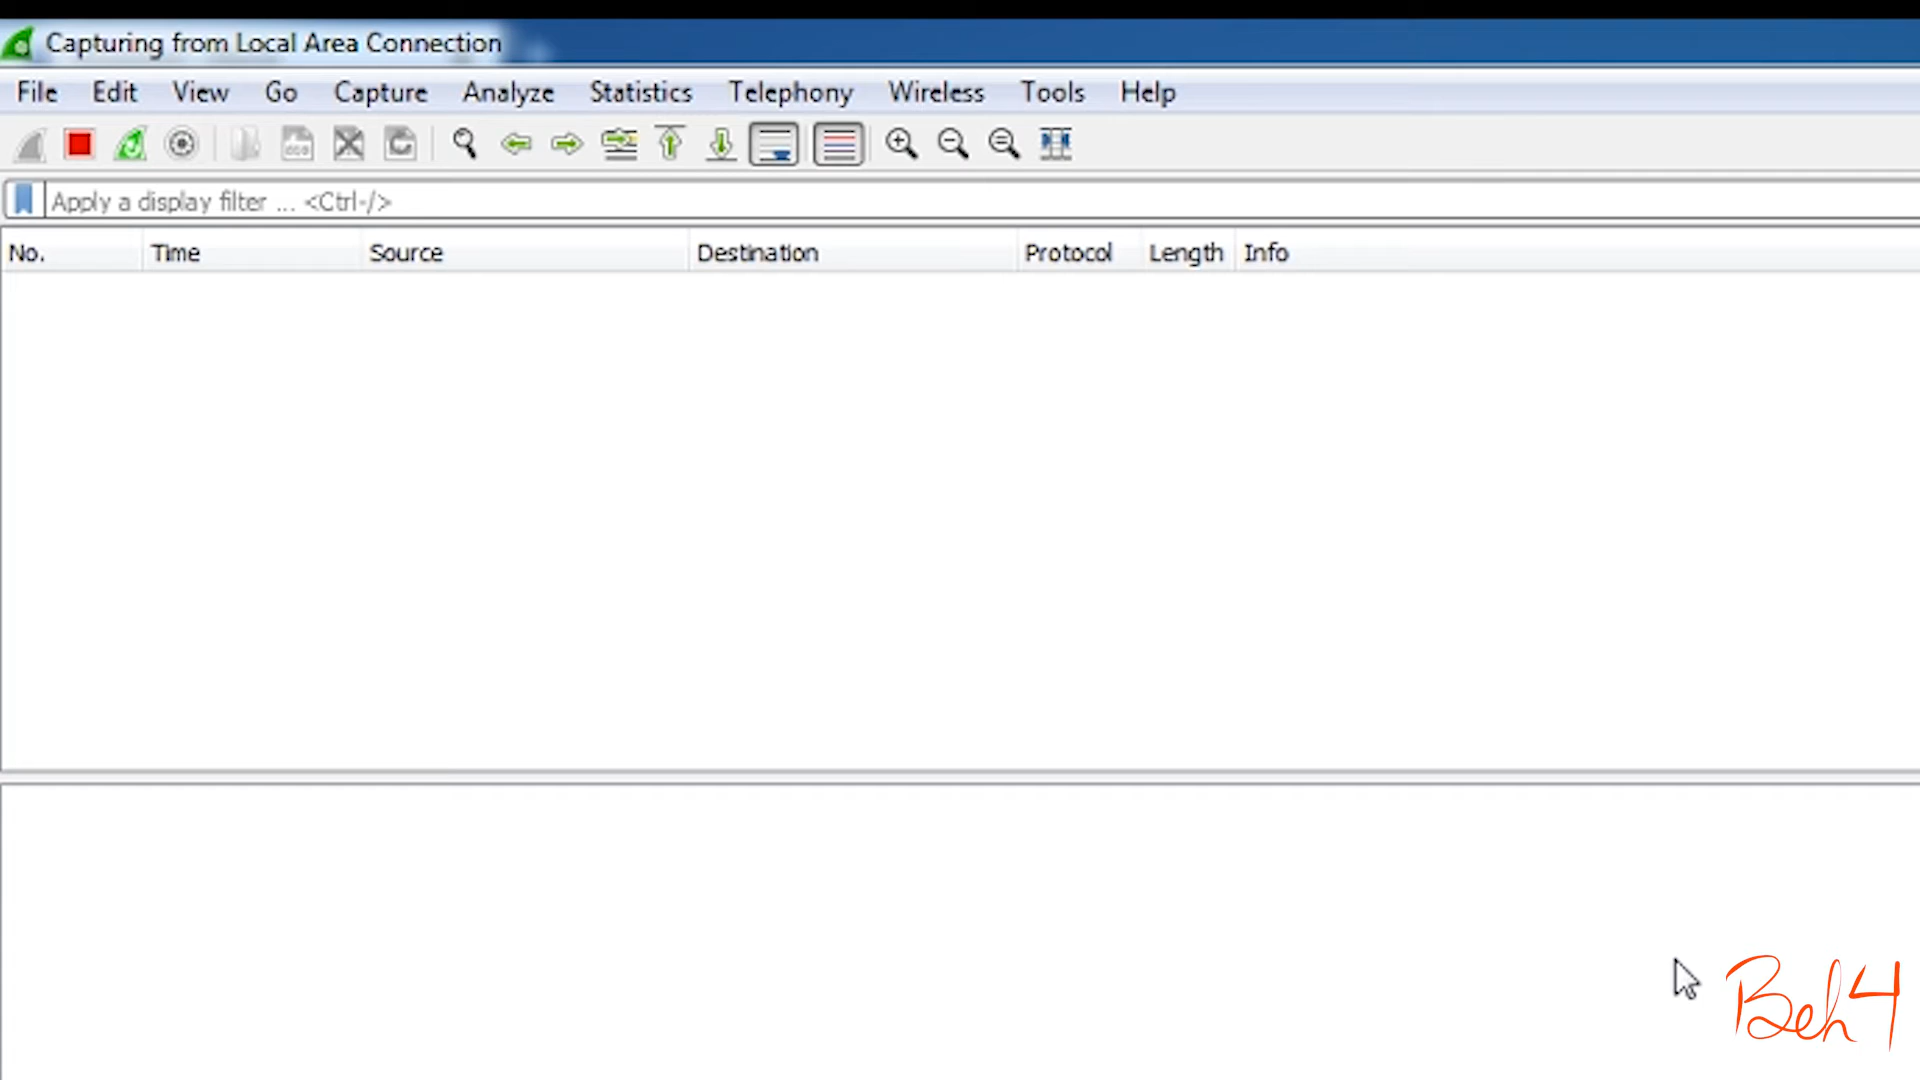 Capturing from Local Area Connection
File Edit View Go Capture Analyze Statistics Telephony Wireless Tools Help
Apply a display filter ... <Ctrl-/>
No. Time Source Destination Protocol Length Info
Beh4